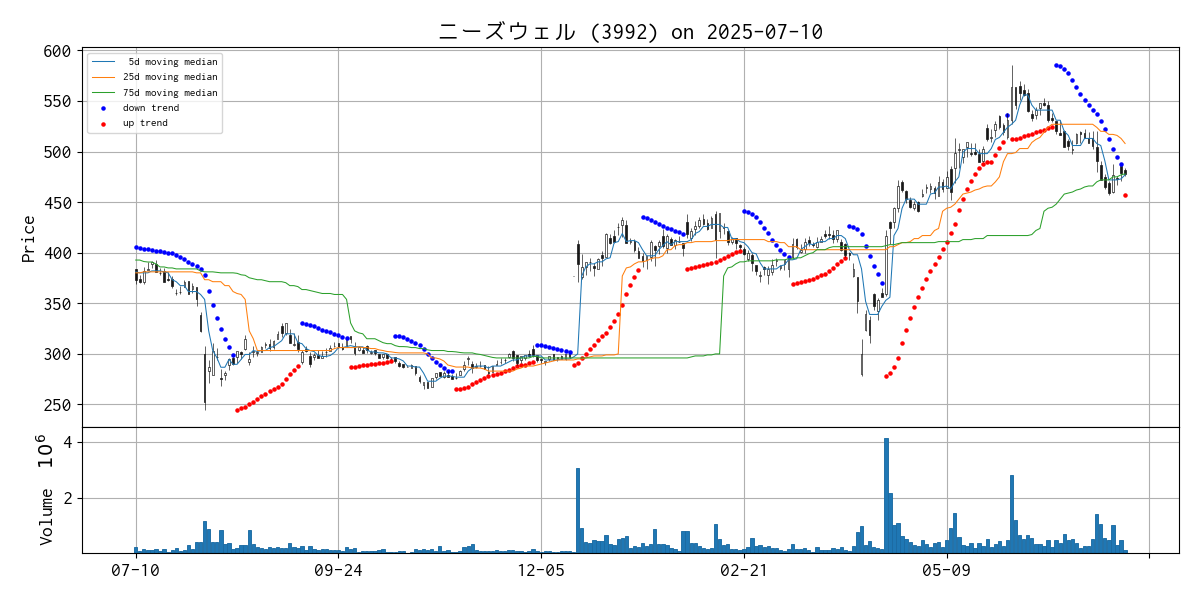 ニーズウェル (3992) on 2025-07-10
600
550
500
450
400
350
300
250
Price
5d moving median
25d moving median
75d moving median
down trend
up trend
4
2
Volume 10^6
07-10
09-24
12-05
02-21
05-09